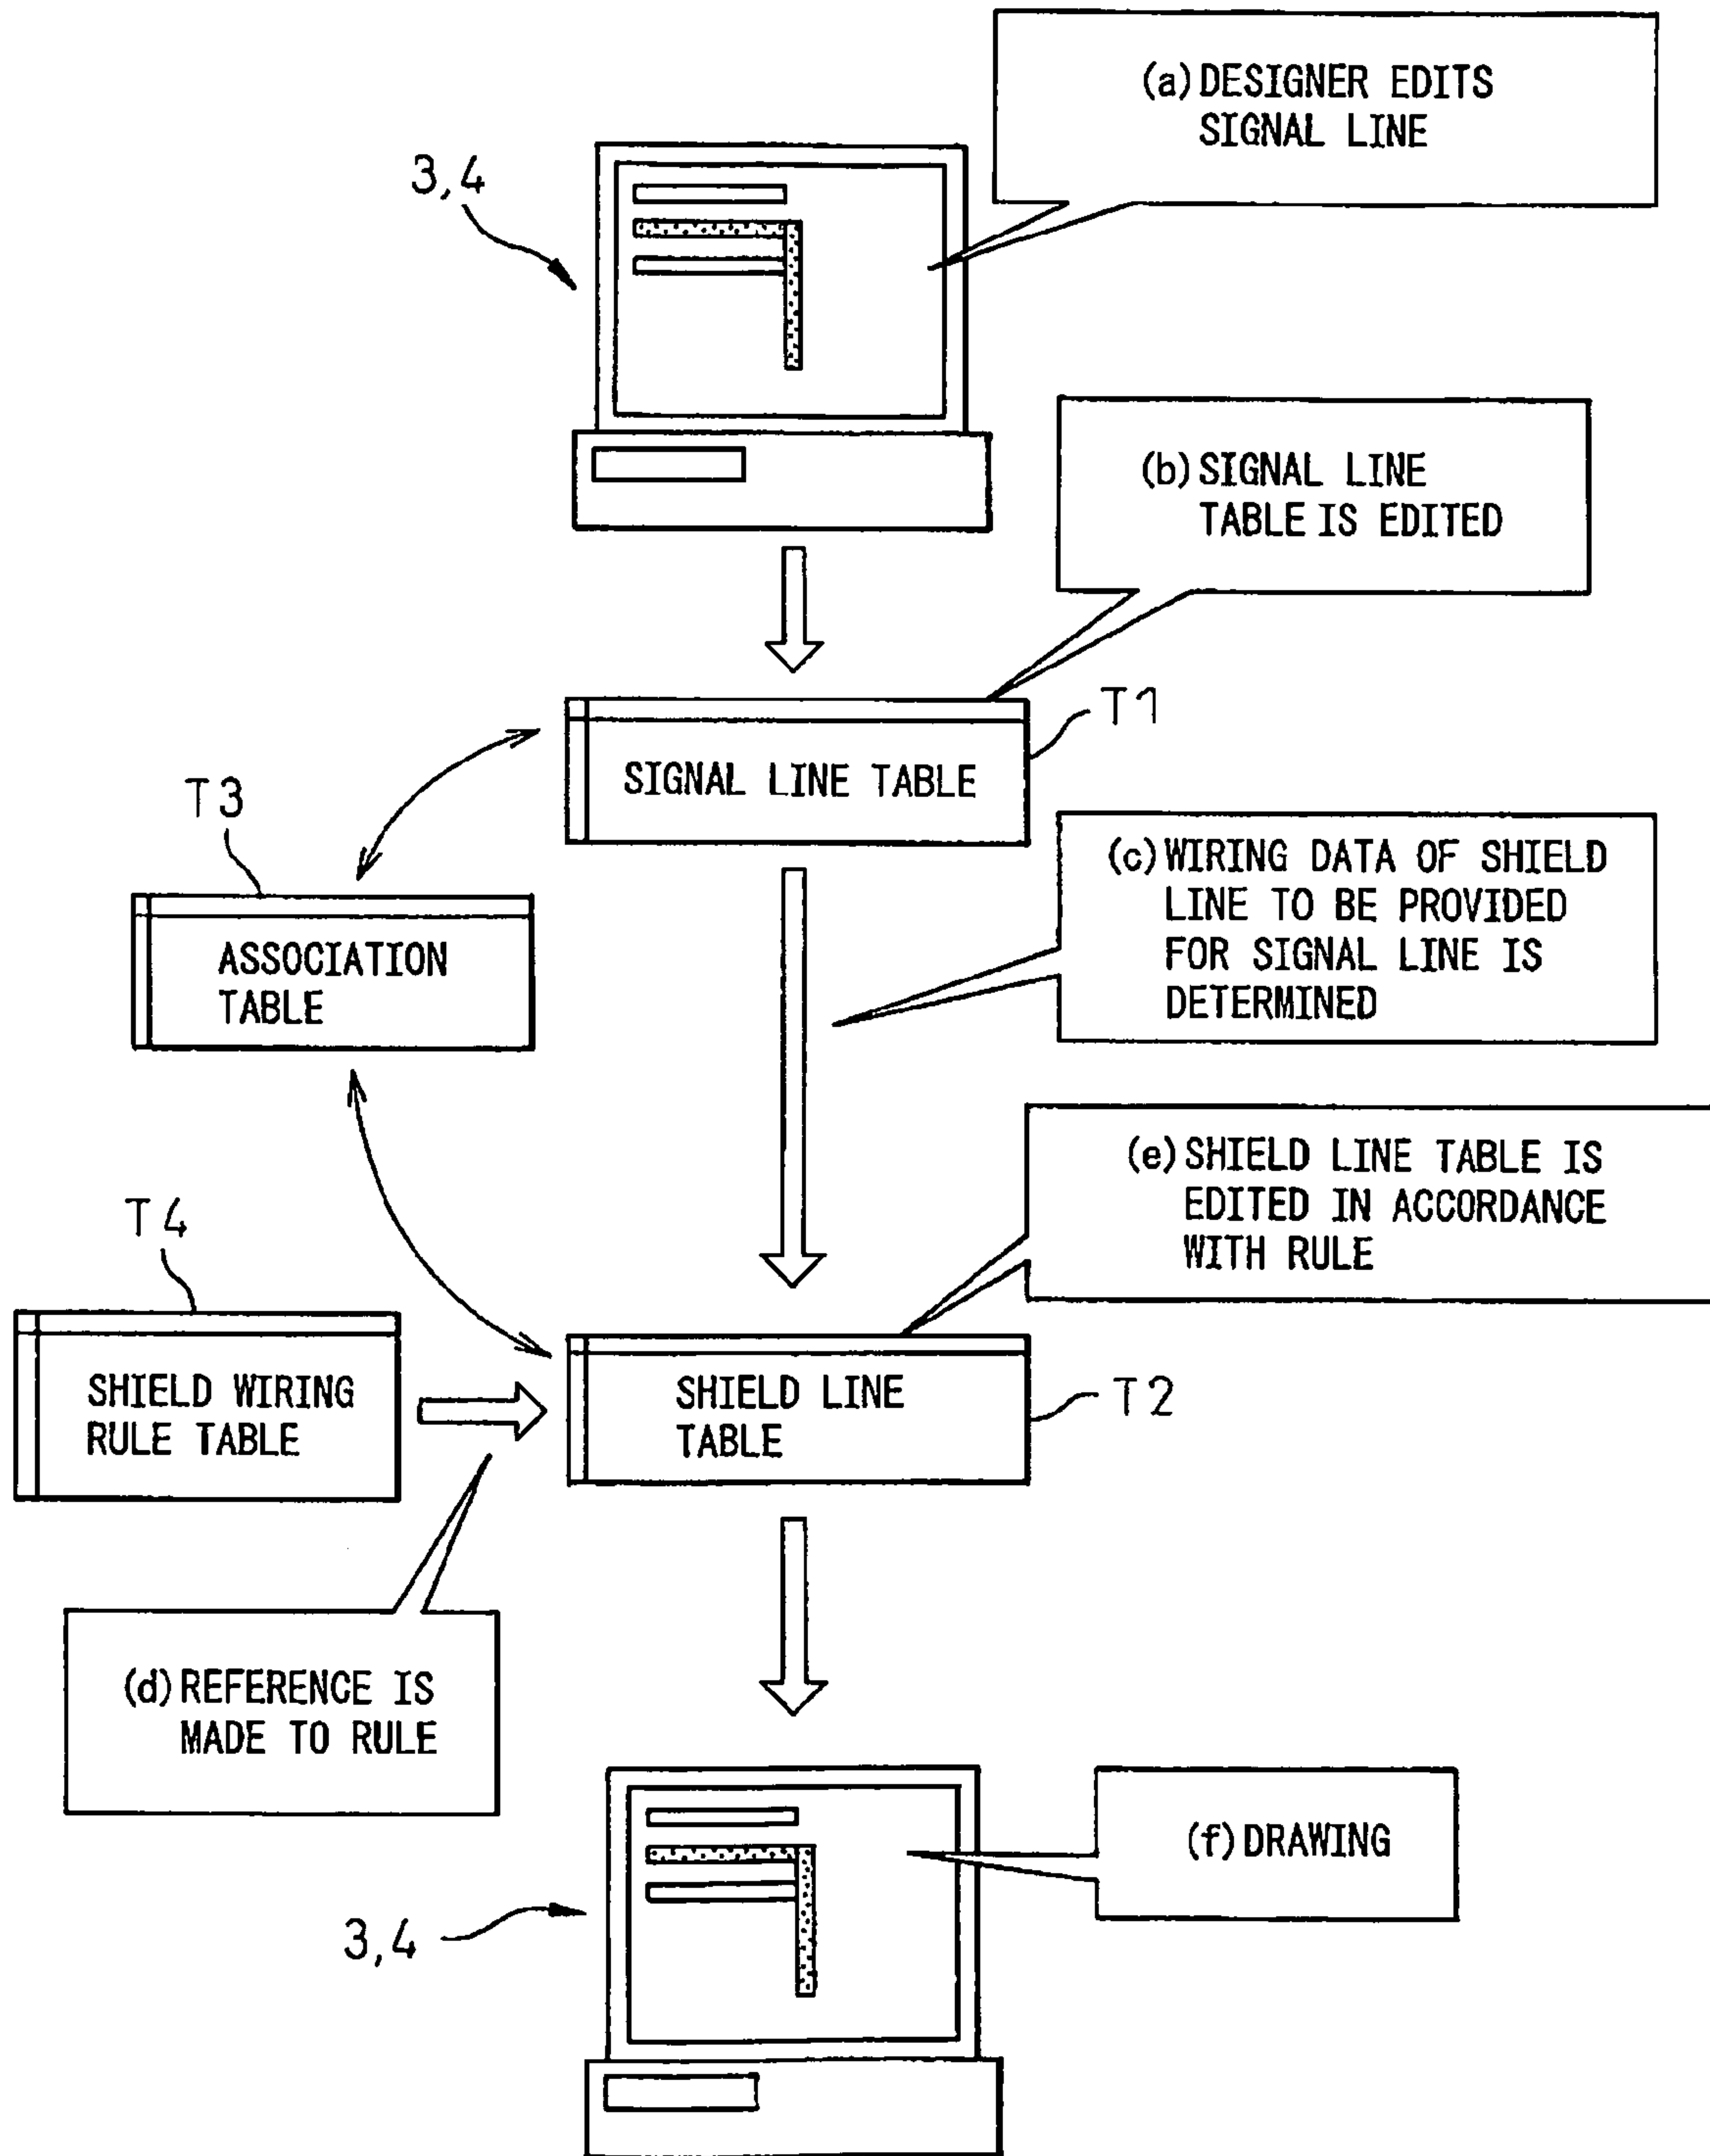 (a) DESIGNER EDITS
SIGNAL LINE
3,4
(b) SIGNAL LINE
TABLE IS EDITED
T1
SIGNAL LINE TABLE
T3
ASSOCIATION
TABLE
(c) WIRING DATA OF SHIELD
LINE TO BE PROVIDED
FOR SIGNAL LINE IS
DETERMINED
(e) SHIELD LINE TABLE IS
EDITED IN ACCORDANCE
WITH RULE
T4
SHIELD WIRING
RULE TABLE
SHIELD LINE
TABLE
T2
(d) REFERENCE IS
MADE TO RULE
(f) DRAWING
3,4